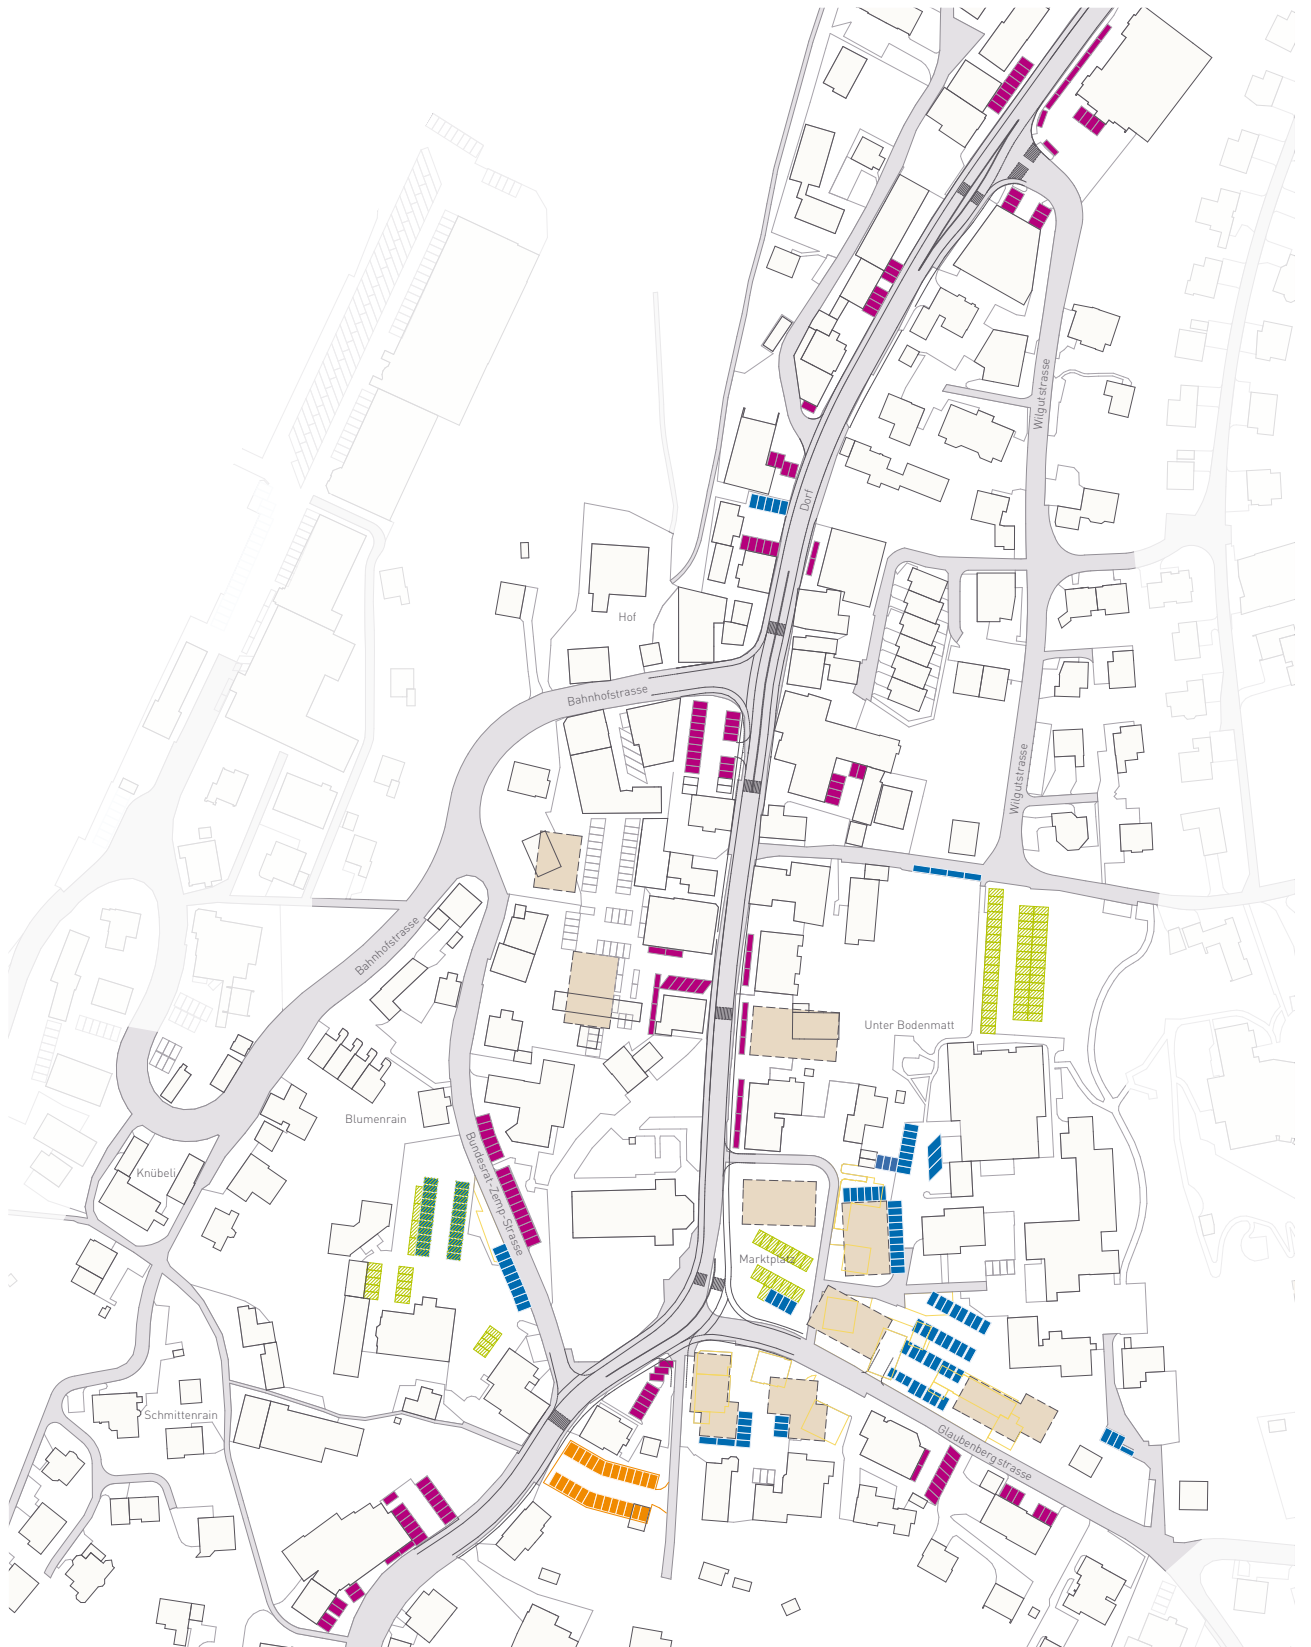 Wilgutstrasse
Dorf
Hof
Bahnhofstrasse
Wilgutstrasse
Bahnhofstrasse
Unter Bodenmatt
Blumenrain
Bundesrat-Zemp-Strasse
Knübeli
Marktplatz
Schmittenrain
Glaubenbergstrasse